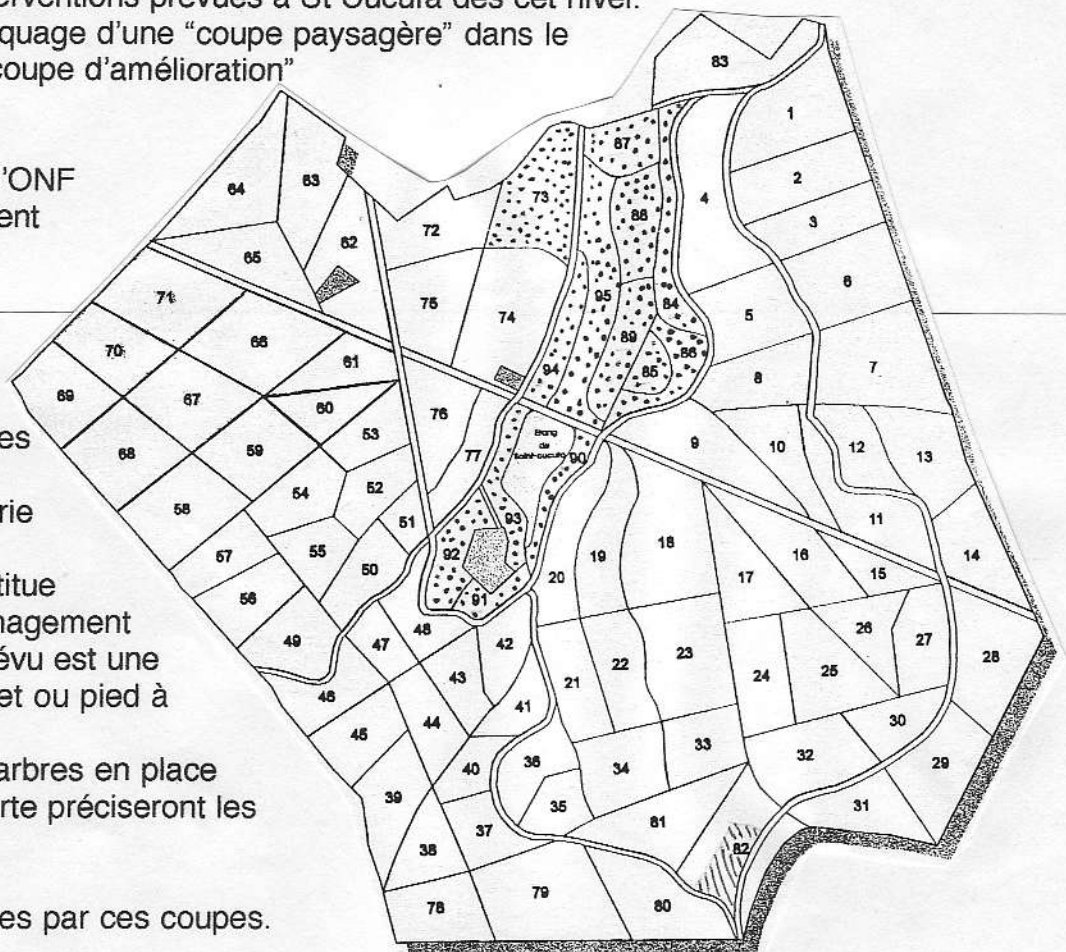 erventions prévues à St Cucufa dès cet hiver.
quage d'une “coupe paysagère” dans le
coupe d'amélioration”
'ONF
ent
es
rie
titue
nagement
évu est une
et ou pied à
arbres en place
rte préciseront les
es par ces coupes.
83
1
87
64 63 73 2
4
88
62 72 3
65
75 95 84 6
71 74 5
66 89 86
70 61 94 85 8 7
69 67 60 76
Etang
de
Saint-cucufa
53 77 90 9 10 12 13
68 59
52
58 54 51 93 18 11
92 19 16 14
57 55 50 20 17 15
56 91
49 47 48 42 26 27 28
43 22 23 24 25
46 21
41
45 44 30
36 33 32 29
40 34
39 35 31
37 81
38 82
78 79 80